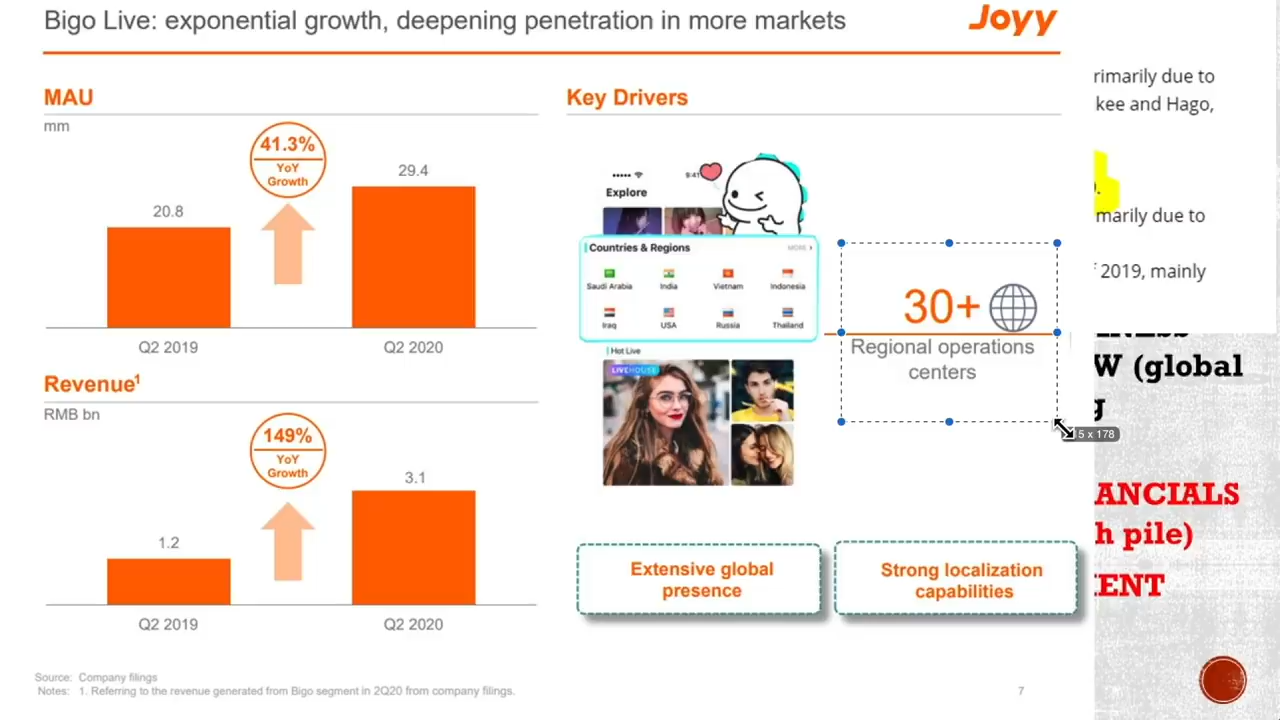 Bigo Live: exponential growth, deepening penetration in more markets
Joyy
MAU
mm
41.3%
YoY
Growth
20.8
29.4
Q2 2019
Q2 2020
Revenue¹
RMB bn
149%
YoY
Growth
1.2
3.1
Q2 2019
Q2 2020
Key Drivers
9:41
Explore
Countries & Regions
MORE ›
Saudi Arabia
India
Vietnam
Indonesia
Iraq
USA
Russia
Thailand
Hot Live
LIVEHOUSE
30+
Regional operations
centers
5 x 178
Extensive global
presence
Strong localization
capabilities
Source: Company filings
Notes: 1. Referring to the revenue generated from Bigo segment in 2Q20 from company filings.
7
rimarily due to
kee and Hago,
marily due to
2019, mainly
W (global
g
ANCIALS
h pile)
ENT